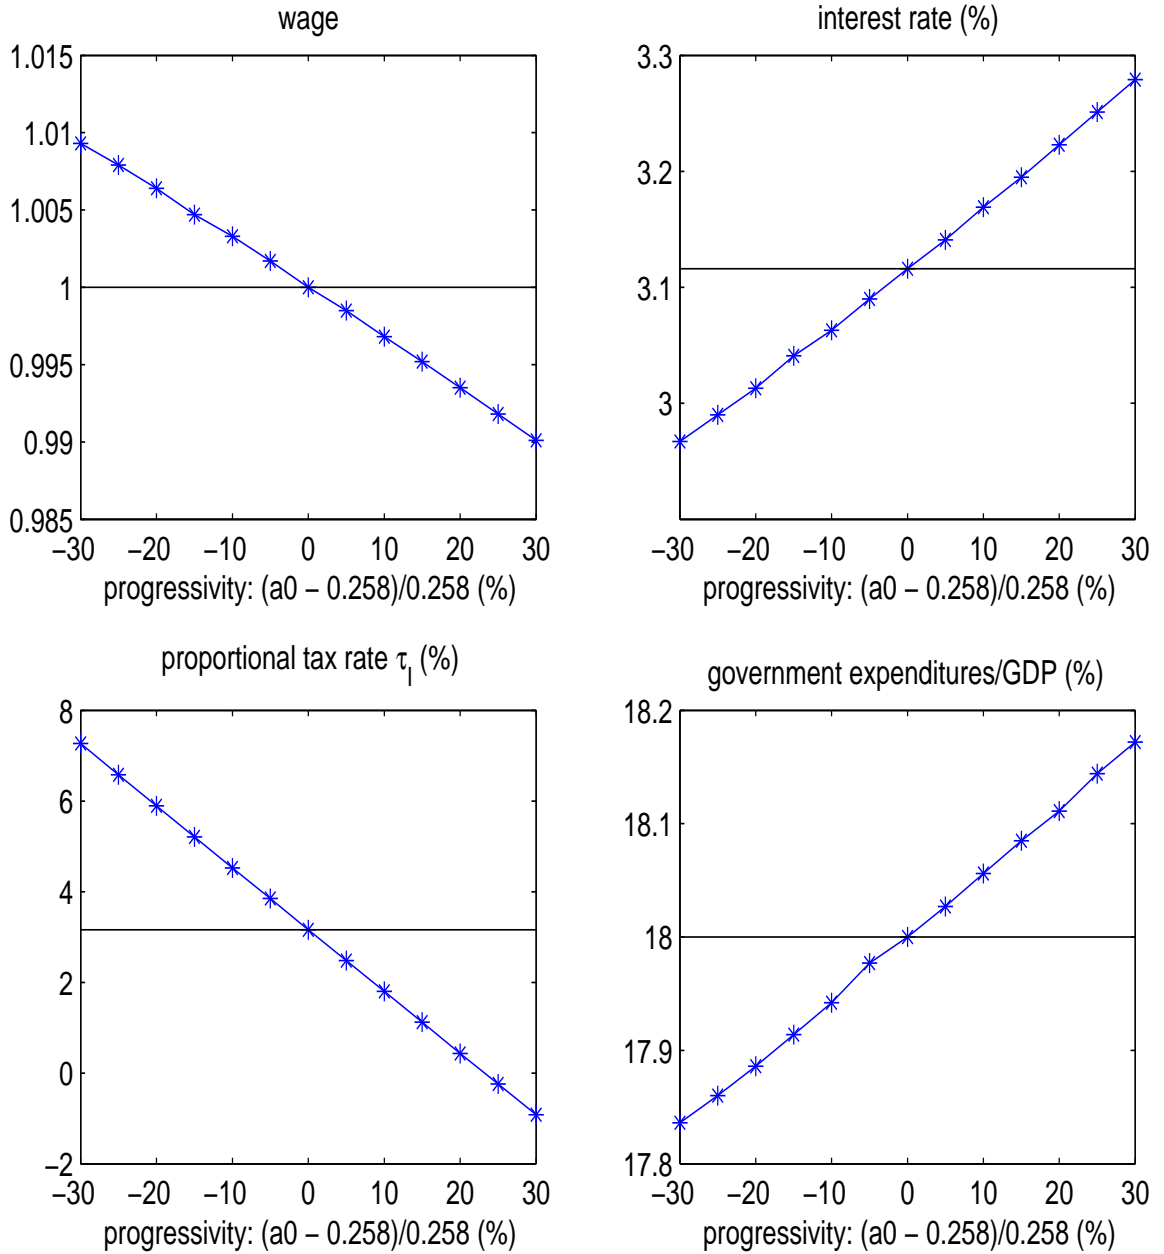 wage
1.015
1.01
1.005
1
0.995
0.99
0.985
−30 −20 −10 0 10 20 30
progressivity: (a0 − 0.258)/0.258 (%)
interest rate (%)
3.3
3.2
3.1
3
−30 −20 −10 0 10 20 30
progressivity: (a0 − 0.258)/0.258 (%)
proportional tax rate τ_l (%)
8
6
4
2
0
−2
−30 −20 −10 0 10 20 30
progressivity: (a0 − 0.258)/0.258 (%)
government expenditures/GDP (%)
18.2
18.1
18
17.9
17.8
−30 −20 −10 0 10 20 30
progressivity: (a0 − 0.258)/0.258 (%)